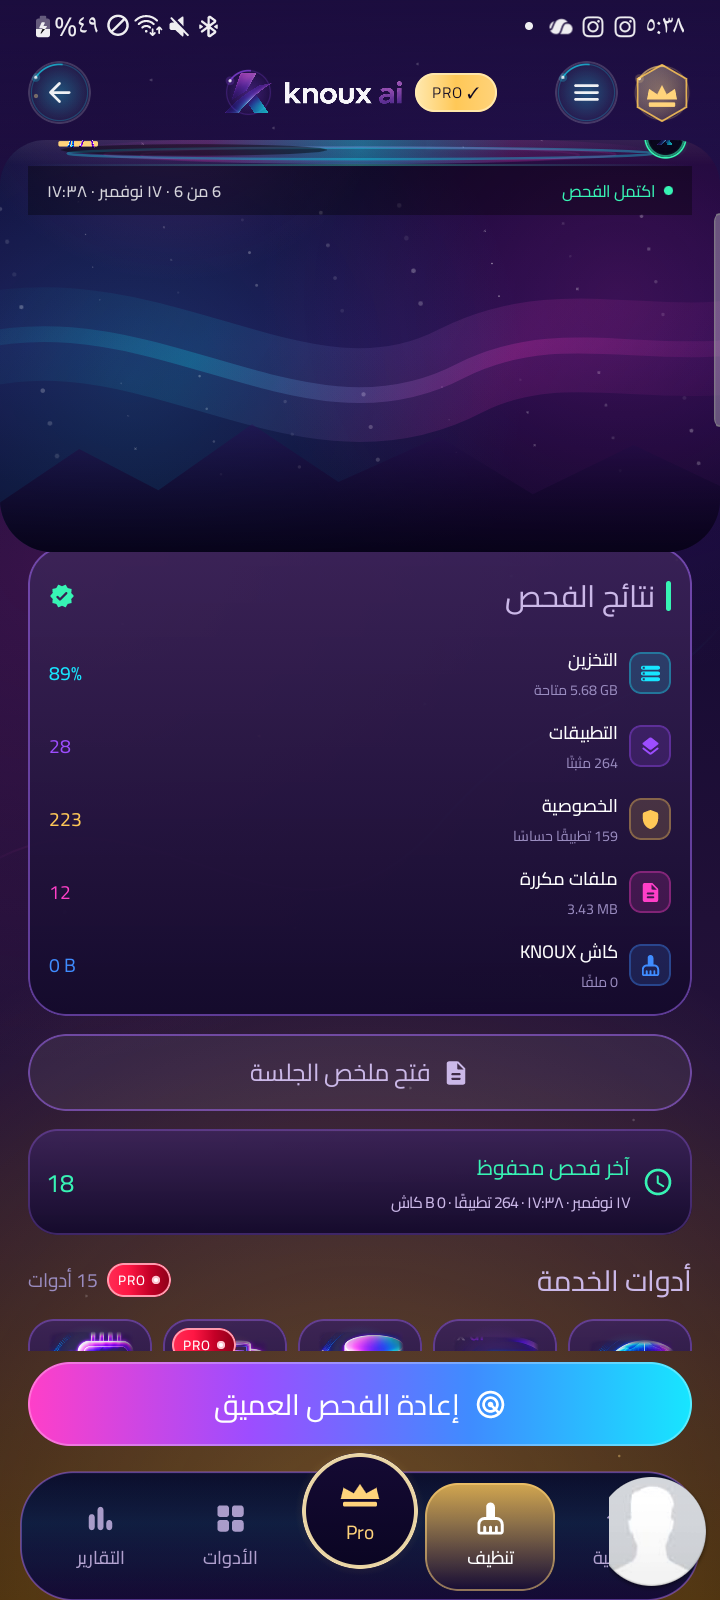 ٥:٣٨
%٤٩
knoux ai
PRO ✓
اكتمل الفحص
6 من 6 · ١٧ نوفمبر · ١٧:٣٨
نتائج الفحص
التخزين
5.68 GB متاحة
89%
التطبيقات
264 مثبتًا
28
الخصوصية
159 تطبيقًا حساسًا
223
ملفات مكررة
3.43 MB
12
كاش KNOUX
0 ملفًا
0 B
فتح ملخص الجلسة
آخر فحص محفوظ
١٧ نوفمبر · ١٧:٣٨ · 264 تطبيقًا · 0 B كاش
18
أدوات الخدمة
PRO
15 أدوات
PRO
إعادة الفحص العميق
تنظيف
Pro
الأدوات
التقارير